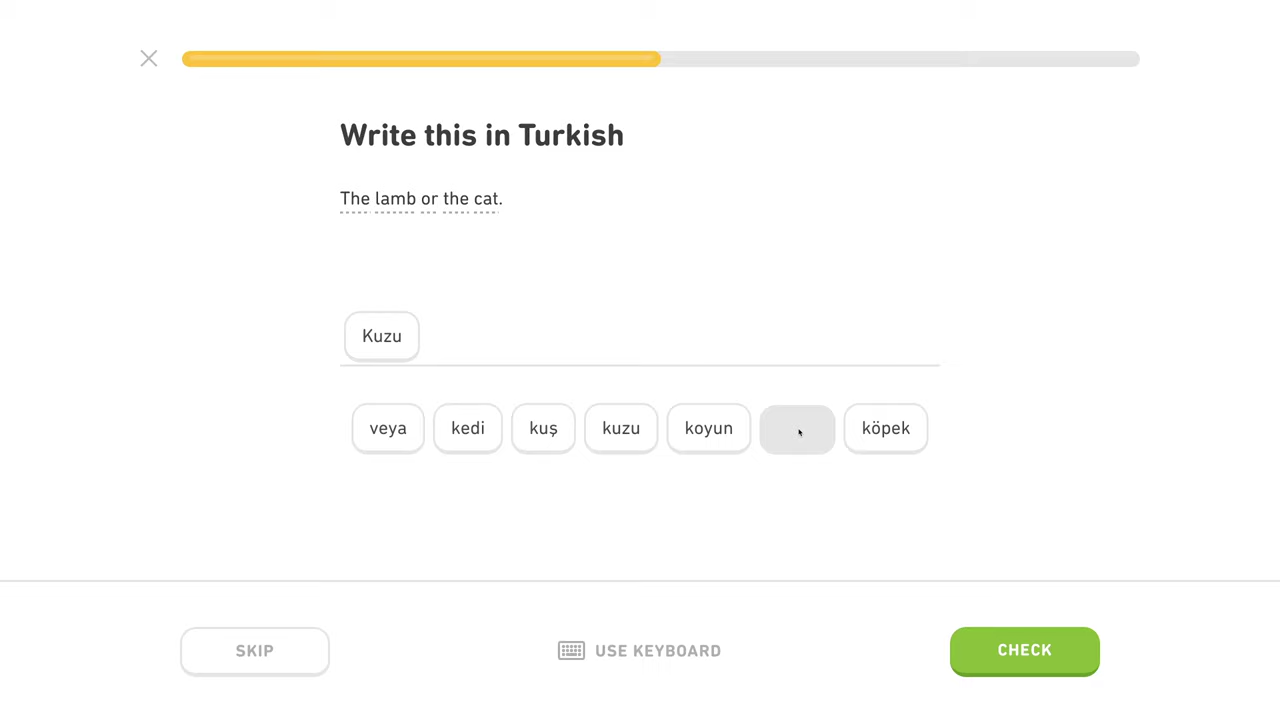 Write this in Turkish
The lamb or the cat.
Kuzu
veya kedi kuş kuzu koyun köpek
SKIP USE KEYBOARD CHECK